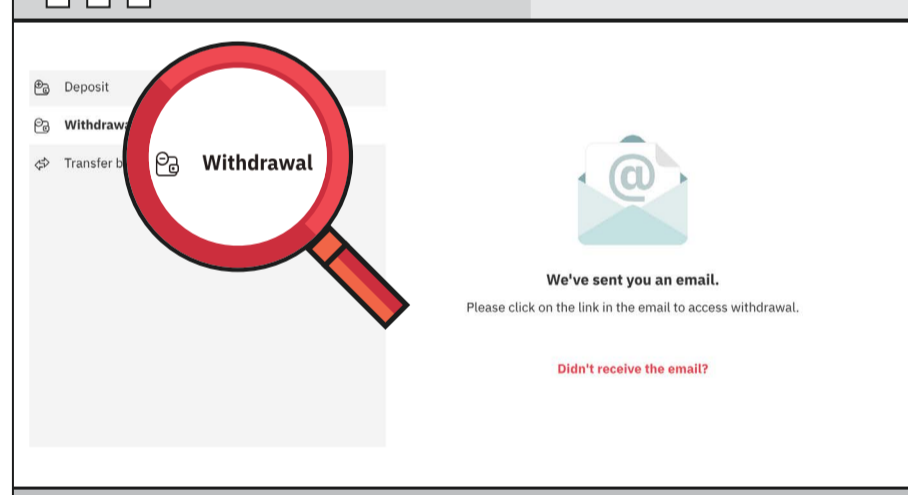 Deposit
Withdrawa
Transfer b
Withdrawal
@
We've sent you an email.
Please click on the link in the email to access withdrawal.
Didn't receive the email?